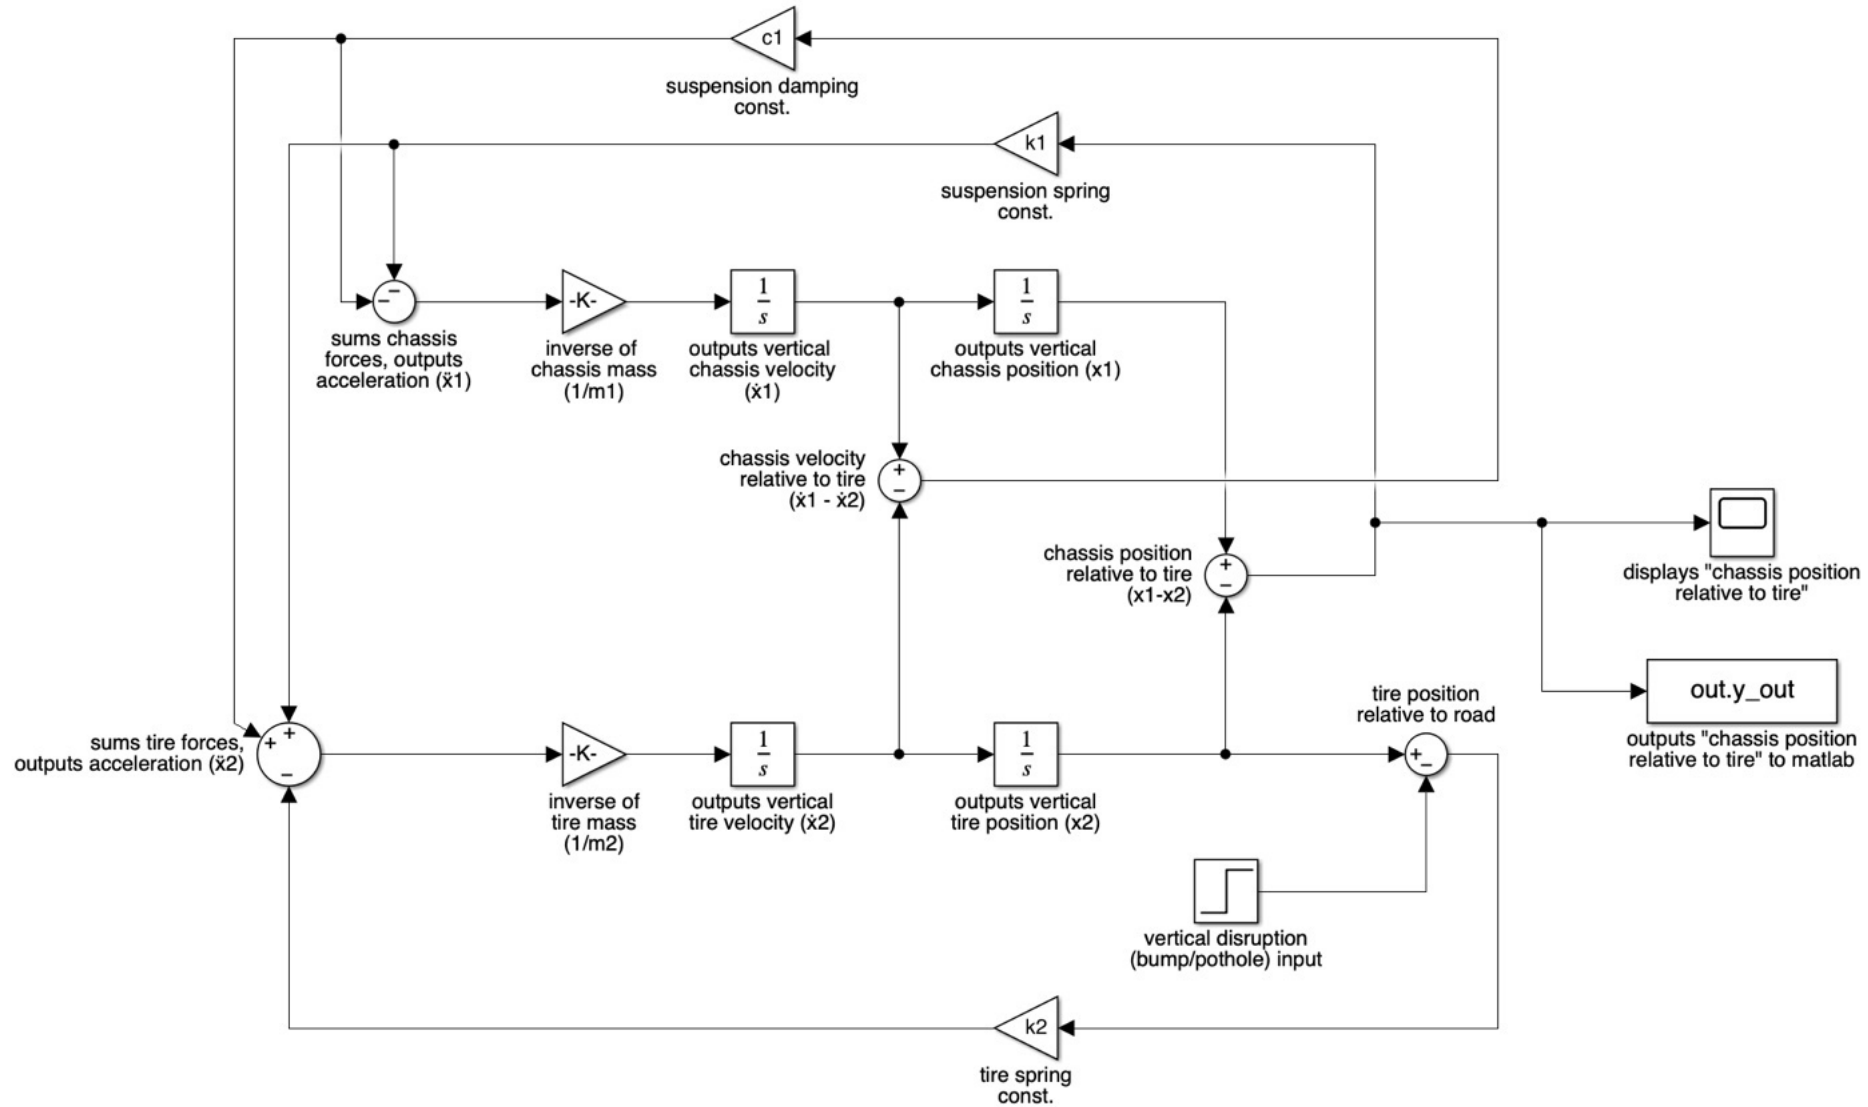 c1
suspension damping
const.
k1
suspension spring
const.
−
−
sums chassis
forces, outputs
acceleration (ẍ1)
-K-
inverse of
chassis mass
(1/m1)
1
s
outputs vertical
chassis velocity
(ẋ1)
1
s
outputs vertical
chassis position (x1)
chassis velocity
relative to tire
(ẋ1 - ẋ2)
+
−
chassis position
relative to tire
(x1-x2)
+
−
displays "chassis position
relative to tire"
out.y_out
outputs "chassis position
relative to tire" to matlab
tire position
relative to road
+
−
sums tire forces,
outputs acceleration (ẍ2)
+
+
−
-K-
inverse of
tire mass
(1/m2)
1
s
outputs vertical
tire velocity (ẋ2)
1
s
outputs vertical
tire position (x2)
vertical disruption
(bump/pothole) input
k2
tire spring
const.